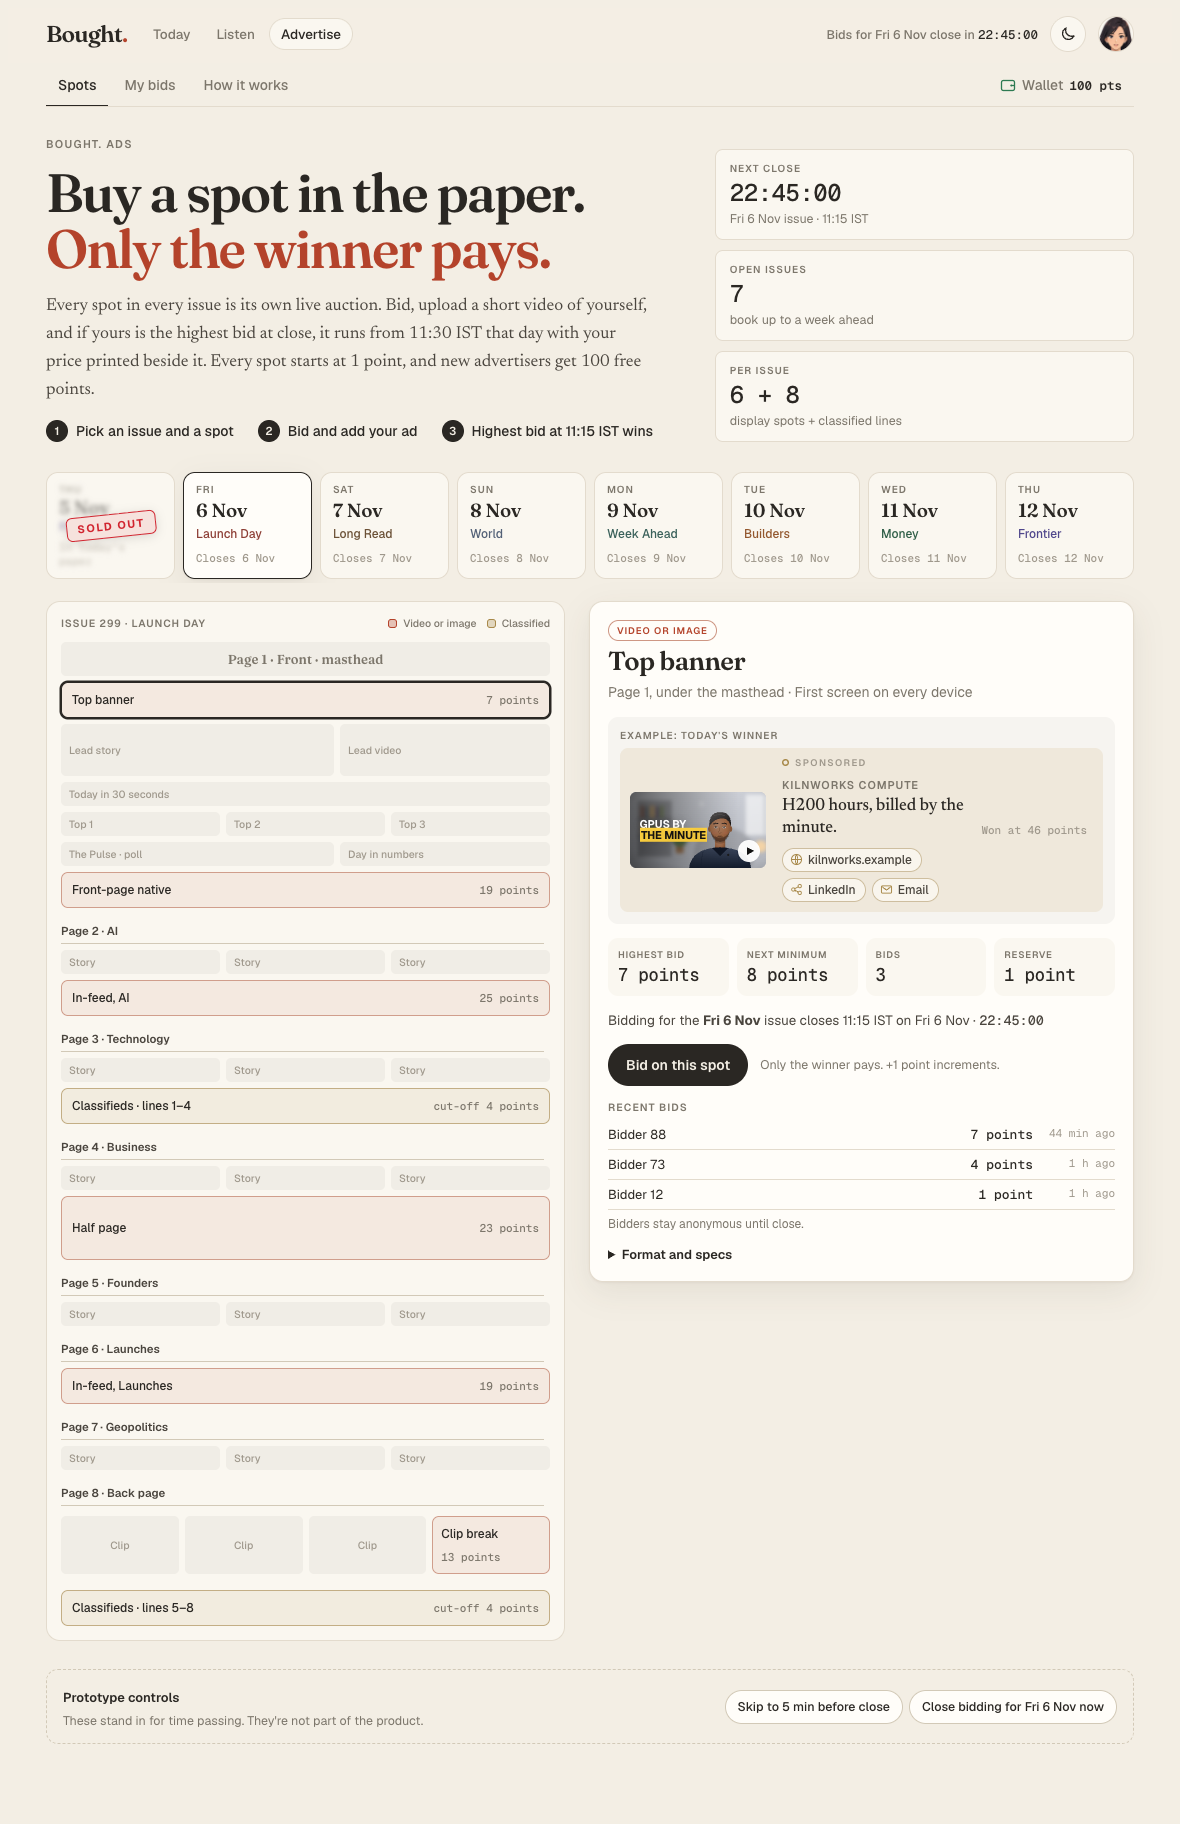 Bought.
Today
Listen
Advertise
Bids for Fri 6 Nov close in 22:45:00
Spots
My bids
How it works
Wallet 100 pts
BOUGHT. ADS
Buy a spot in the paper.
Only the winner pays.
Every spot in every issue is its own live auction. Bid, upload a short video of yourself,
and if yours is the highest bid at close, it runs from 11:30 IST that day with your
price printed beside it. Every spot starts at 1 point, and new advertisers get 100 free
points.
1 Pick an issue and a spot
2 Bid and add your ad
3 Highest bid at 11:15 IST wins
NEXT CLOSE
22:45:00
Fri 6 Nov issue · 11:15 IST
OPEN ISSUES
7
book up to a week ahead
PER ISSUE
6 + 8
display spots + classified lines
THU
5 Nov
SOLD OUT
FRI
6 Nov
Launch Day
Closes 6 Nov
SAT
7 Nov
Long Read
Closes 7 Nov
SUN
8 Nov
World
Closes 8 Nov
MON
9 Nov
Week Ahead
Closes 9 Nov
TUE
10 Nov
Builders
Closes 10 Nov
WED
11 Nov
Money
Closes 11 Nov
THU
12 Nov
Frontier
Closes 12 Nov
ISSUE 299 · LAUNCH DAY
Video or image
Classified
Page 1 · Front · masthead
Top banner
7 points
Lead story
Lead video
Today in 30 seconds
Top 1
Top 2
Top 3
The Pulse · poll
Day in numbers
Front-page native
19 points
Page 2 · AI
Story
Story
Story
In-feed, AI
25 points
Page 3 · Technology
Story
Story
Story
Classifieds · lines 1–4
cut-off 4 points
Page 4 · Business
Story
Story
Story
Half page
23 points
Page 5 · Founders
Story
Story
Story
Page 6 · Launches
In-feed, Launches
19 points
Page 7 · Geopolitics
Story
Story
Story
Page 8 · Back page
Clip
Clip
Clip
Clip break
13 points
Classifieds · lines 5–8
cut-off 4 points
VIDEO OR IMAGE
Top banner
Page 1, under the masthead · First screen on every device
EXAMPLE: TODAY'S WINNER
GPUS BY
THE MINUTE
SPONSORED
KILNWORKS COMPUTE
H200 hours, billed by the
minute.
Won at 46 points
kilnworks.example
LinkedIn
Email
HIGHEST BID
7 points
NEXT MINIMUM
8 points
BIDS
3
RESERVE
1 point
Bidding for the Fri 6 Nov issue closes 11:15 IST on Fri 6 Nov · 22:45:00
Bid on this spot
Only the winner pays. +1 point increments.
RECENT BIDS
Bidder 88
7 points
44 min ago
Bidder 73
4 points
1 h ago
Bidder 12
1 point
1 h ago
Bidders stay anonymous until close.
Format and specs
Prototype controls
These stand in for time passing. They're not part of the product.
Skip to 5 min before close
Close bidding for Fri 6 Nov now